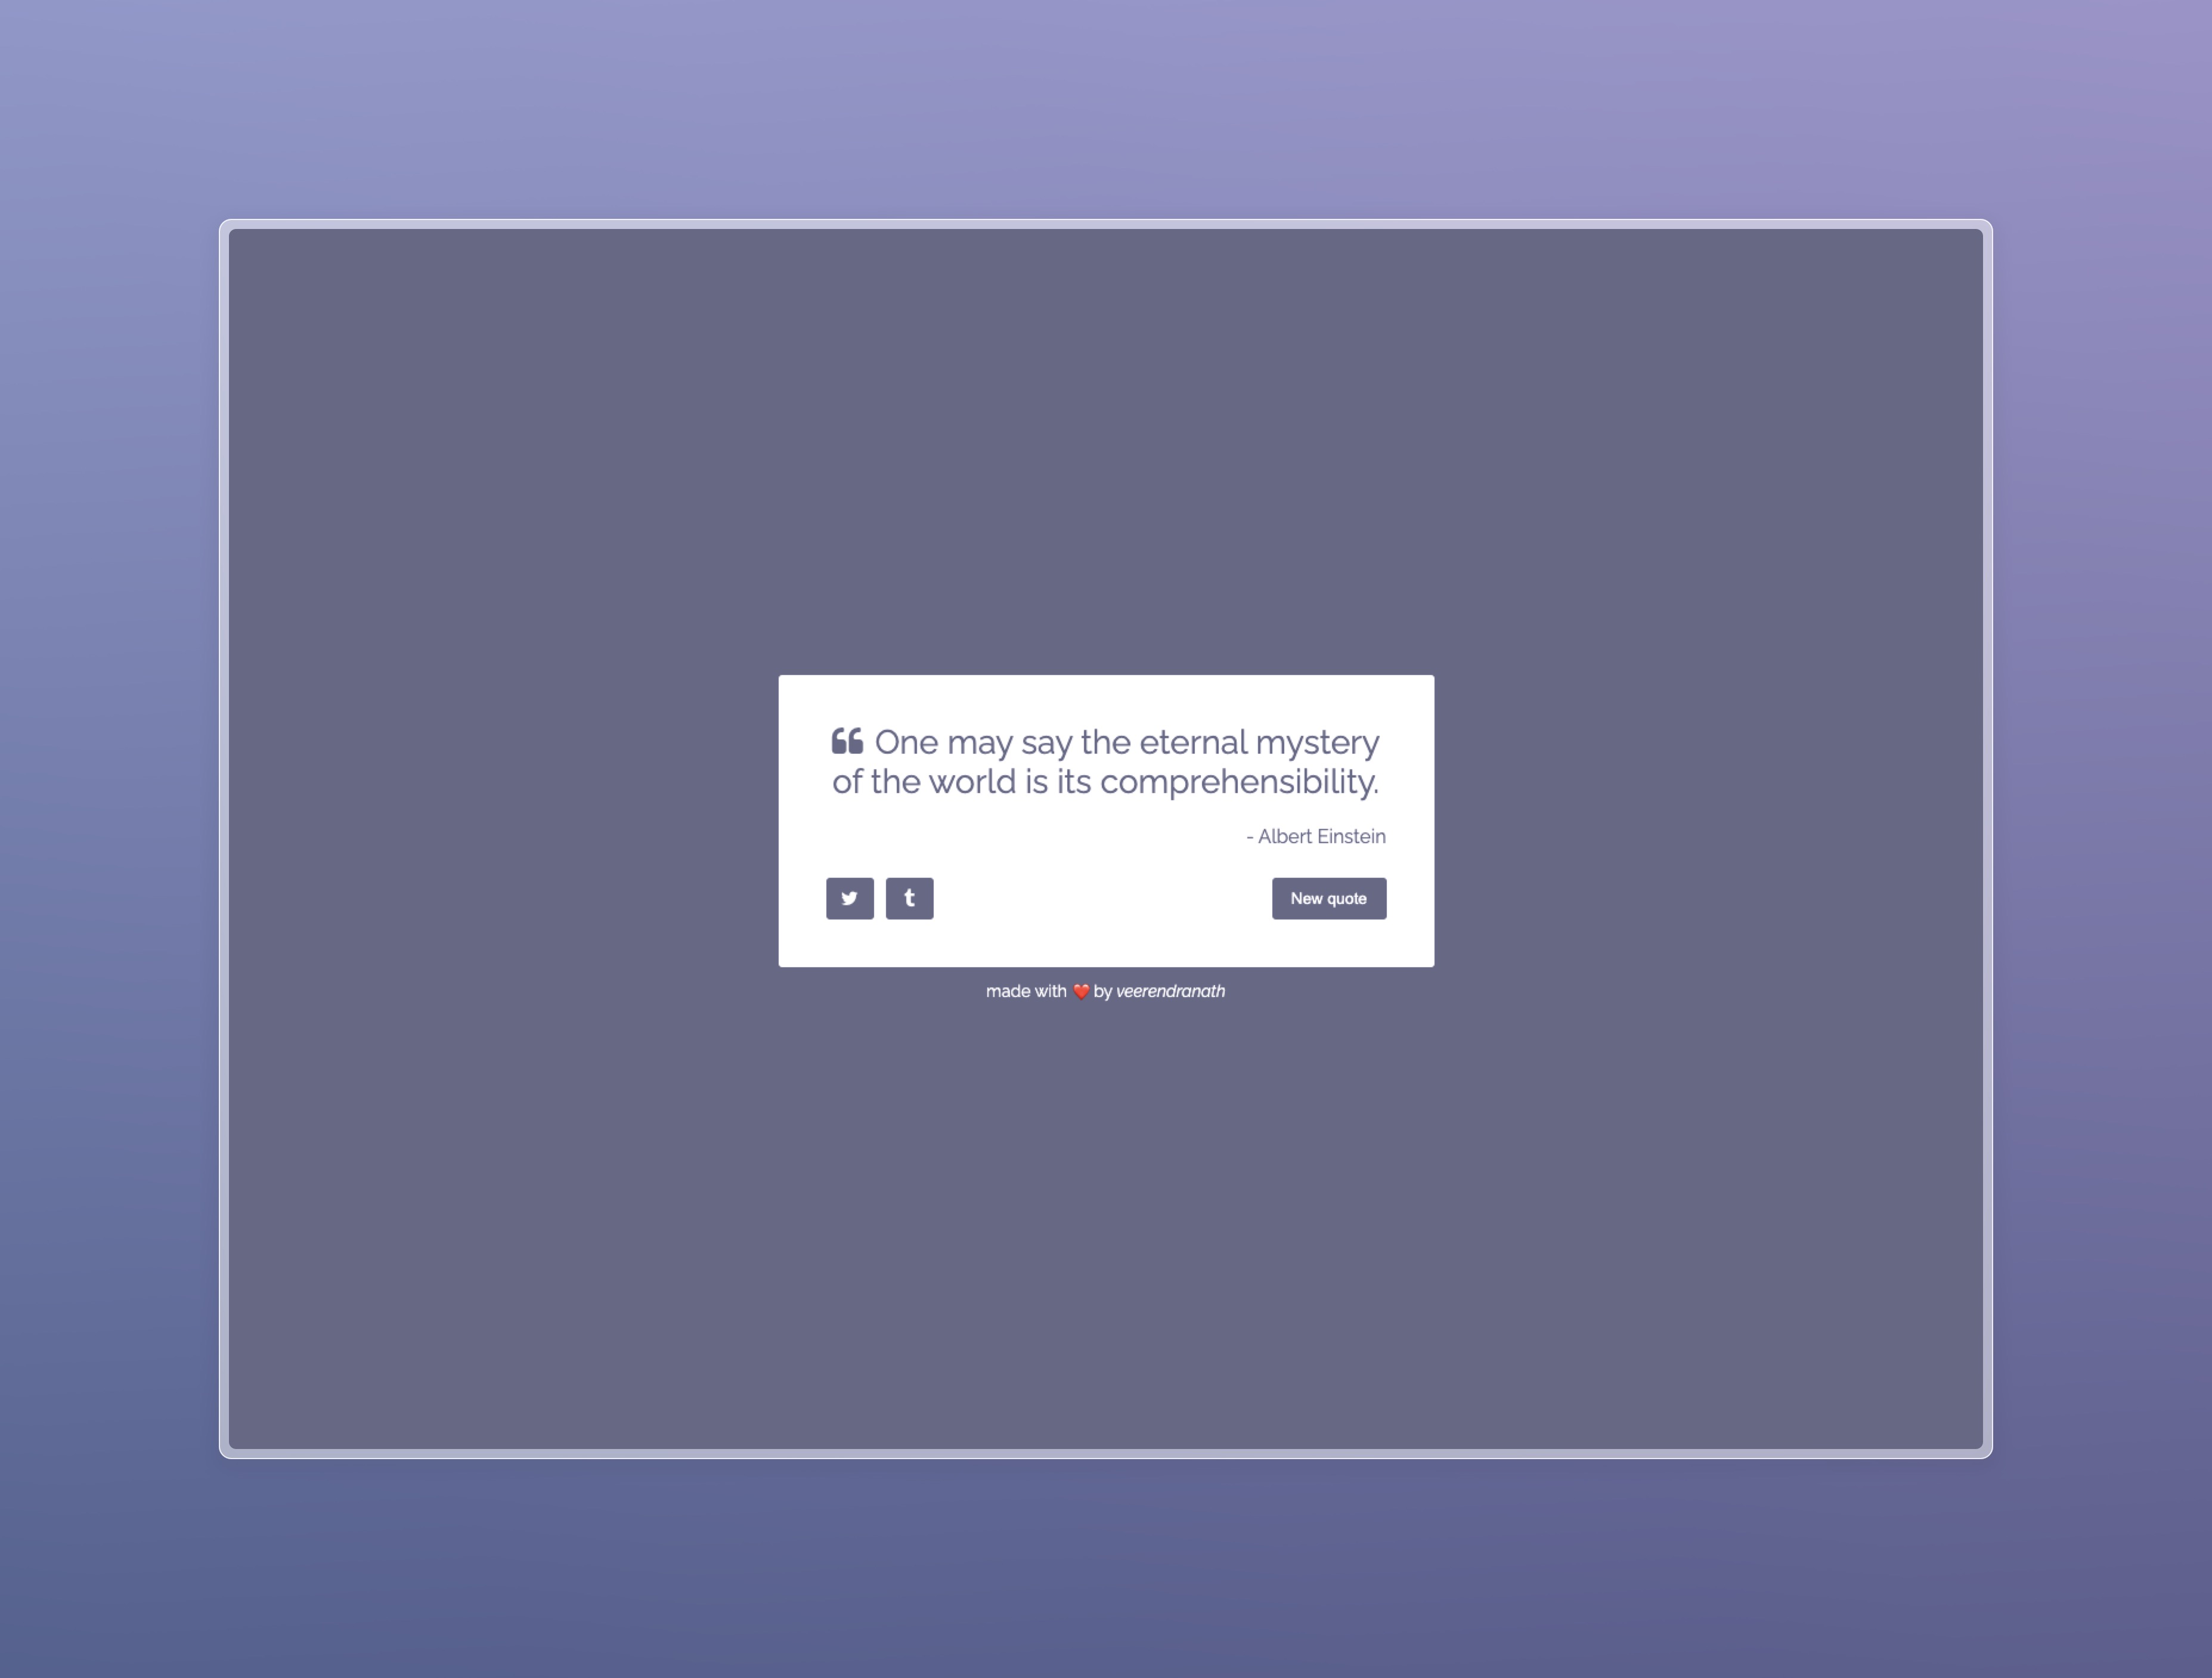 “ One may say the eternal mystery
of the world is its comprehensibility.
- Albert Einstein
New quote
made with ❤️ by veerendranath